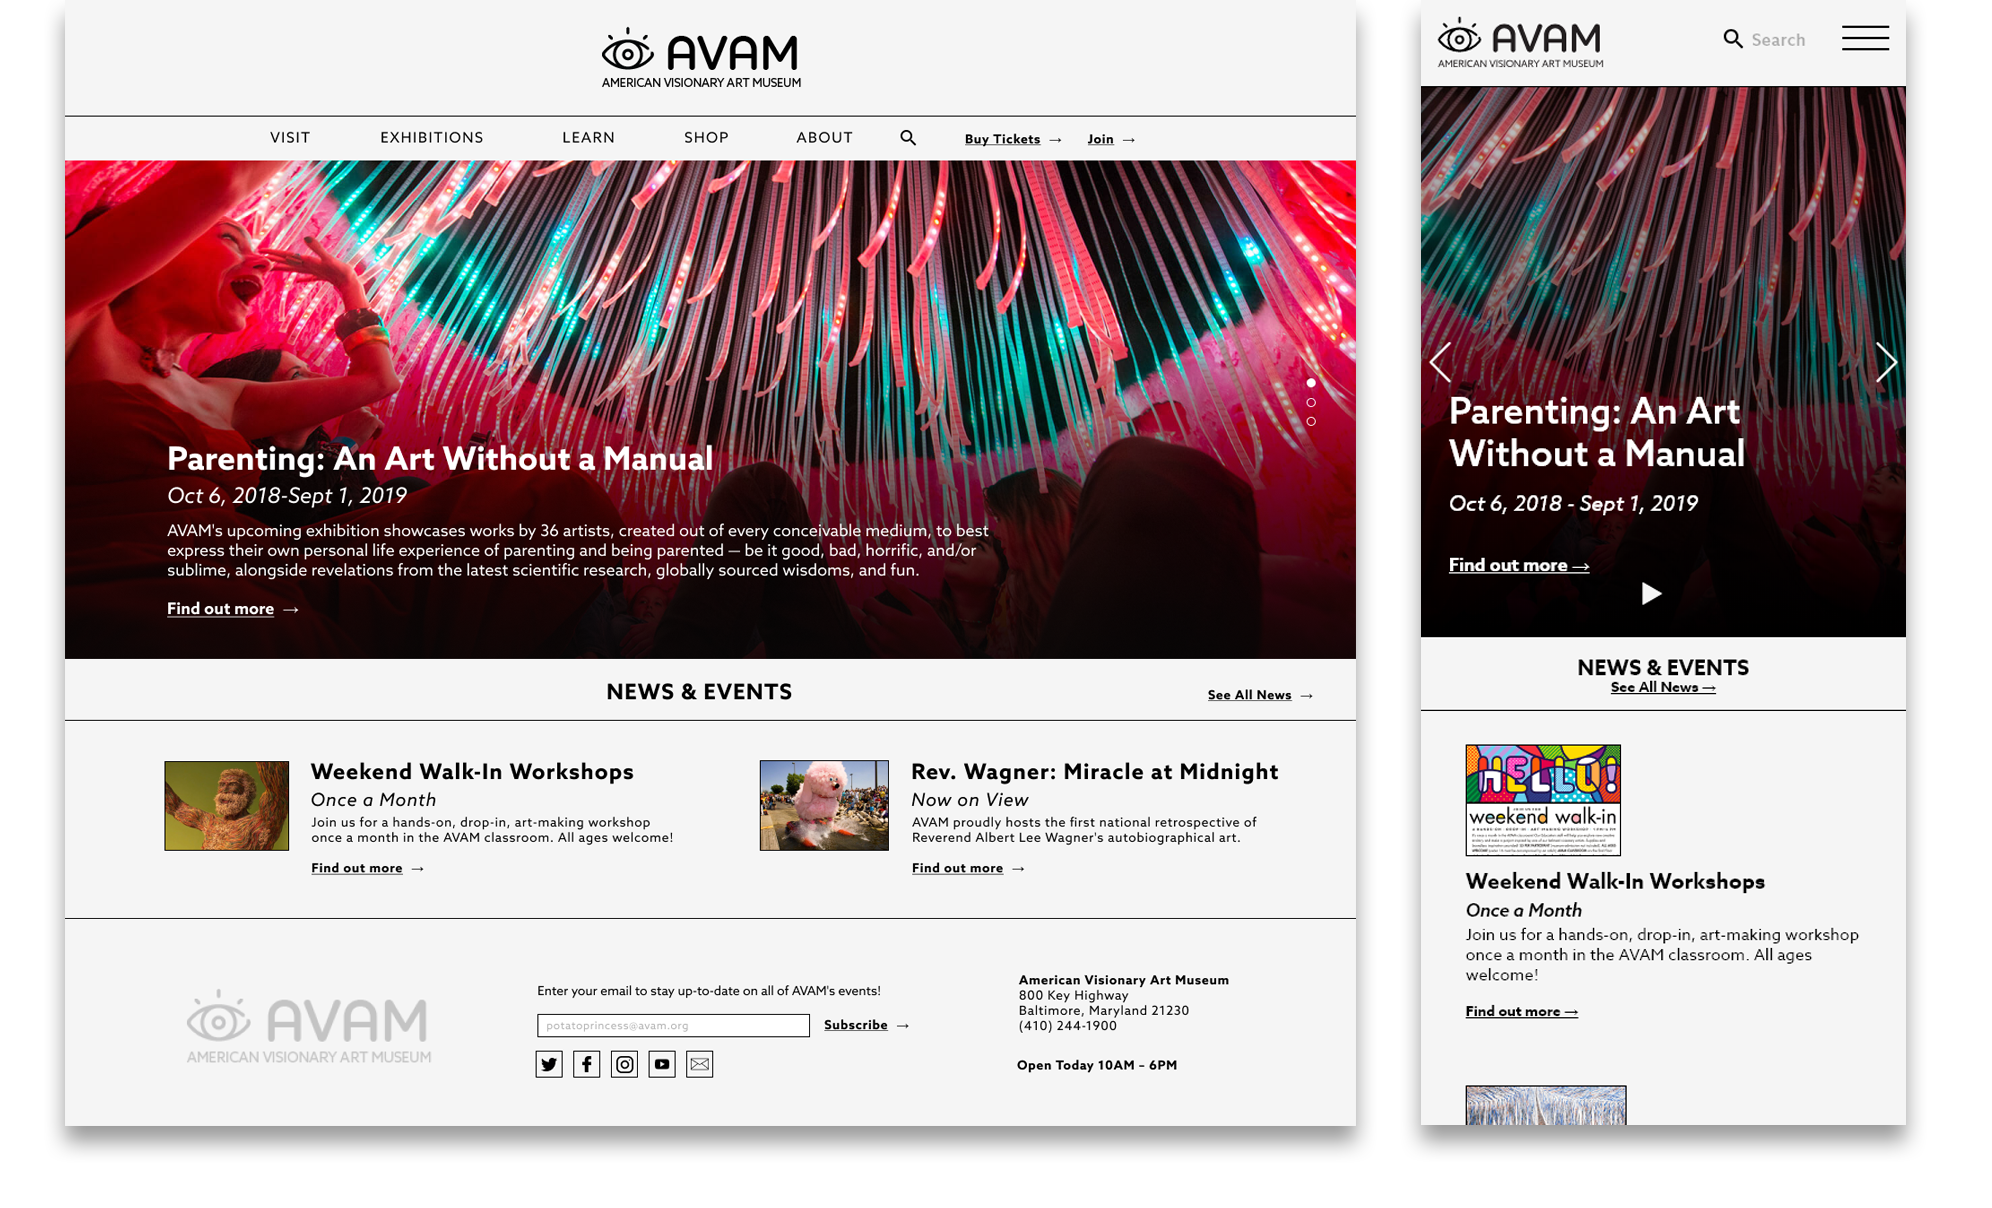 AVAM
AMERICAN VISIONARY ART MUSEUM
VISIT EXHIBITIONS LEARN SHOP ABOUT Buy Tickets → Join →
Parenting: An Art Without a Manual
Oct 6, 2018-Sept 1, 2019
AVAM's upcoming exhibition showcases works by 36 artists, created out of every conceivable medium, to best
express their own personal life experience of parenting and being parented — be it good, bad, horrific, and/or
sublime, alongside revelations from the latest scientific research, globally sourced wisdoms, and fun.
Find out more →
NEWS & EVENTS
See All News →
Weekend Walk-In Workshops
Once a Month
Join us for a hands-on, drop-in, art-making workshop
once a month in the AVAM classroom. All ages welcome!
Find out more →
Rev. Wagner: Miracle at Midnight
Now on View
AVAM proudly hosts the first national retrospective of
Reverend Albert Lee Wagner's autobiographical art.
Find out more →
AVAM
AMERICAN VISIONARY ART MUSEUM
Enter your email to stay up-to-date on all of AVAM's events!
potatoprincess@avam.org
Subscribe →
American Visionary Art Museum
800 Key Highway
Baltimore, Maryland 21230
(410) 244-1900
Open Today 10AM – 6PM
AVAM
AMERICAN VISIONARY ART MUSEUM
Search
Parenting: An Art
Without a Manual
Oct 6, 2018 - Sept 1, 2019
Find out more →
NEWS & EVENTS
See All News →
HELLO!
JOIN US FOR
weekend walk-in
Weekend Walk-In Workshops
Once a Month
Join us for a hands-on, drop-in, art-making workshop
once a month in the AVAM classroom. All ages
welcome!
Find out more →